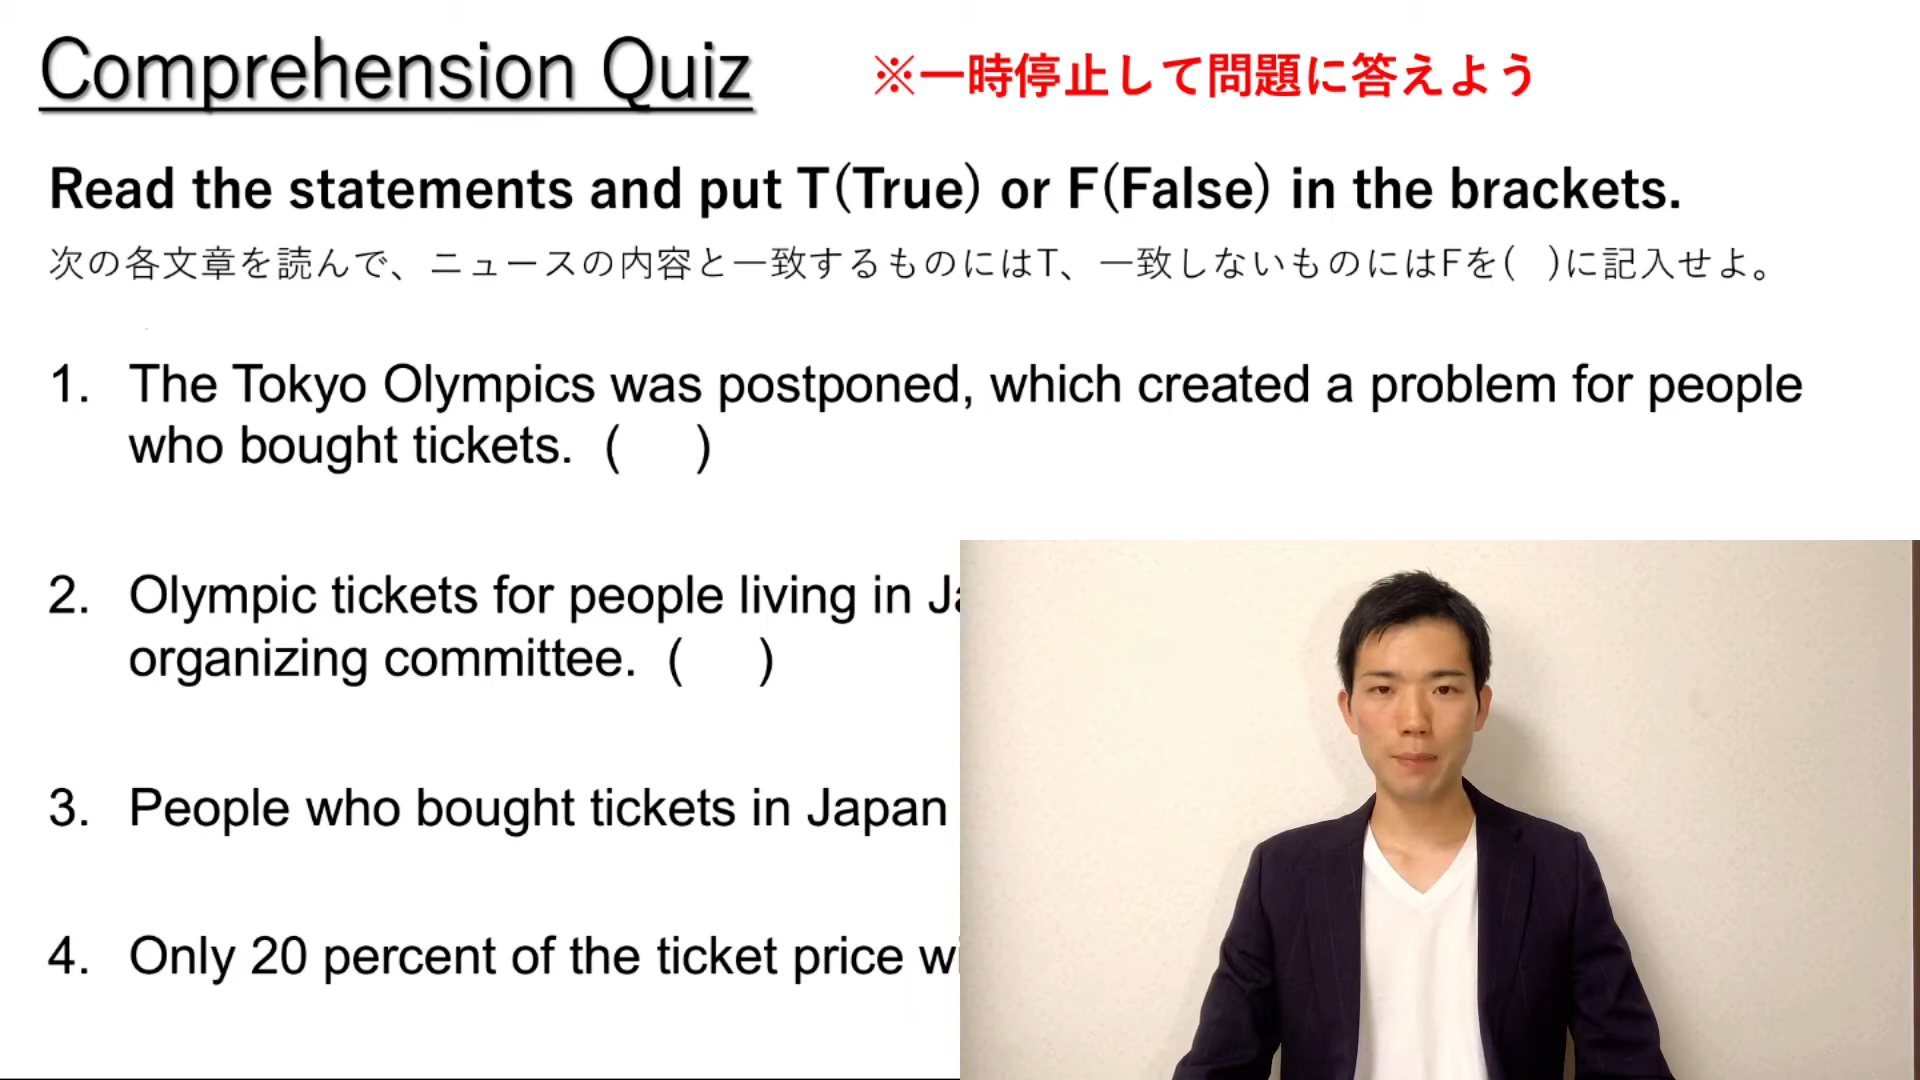 Comprehension Quiz
※一時停止して問題に答えよう
Read the statements and put T(True) or F(False) in the brackets.
次の各文章を読んで、ニュースの内容と一致するものにはT、一致しないものにはFを( )に記入せよ。
1. The Tokyo Olympics was postponed, which created a problem for people
who bought tickets. ( )
2. Olympic tickets for people living in
organizing committee. ( )
3. People who bought tickets in Japan
4. Only 20 percent of the ticket price